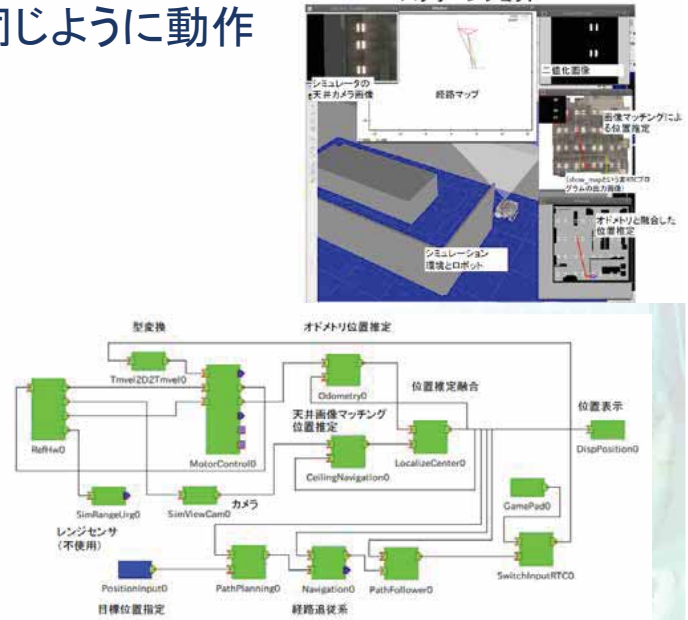 同じように動作
シミュレータの
天井カメラ画像
経路マップ
二値化画像
画像マッチングによ
る位置推定
オドメトリと融合した
位置推定
シミュレーション
環境とロボット
型変換
オドメトリ位置推定
Tmvel2D2Tmvel0
Odometry0
位置推定融合
位置表示
天井画像マッチング
位置推定
RefHw0
MotorControl0
CeilingNavigation0
LocalizeCenter0
DispPosition0
カメラ
GamePad0
SimRangeUrg0
SimViewCam0
レンジセンサ
(不使用)
SwitchInputRTC0
PositionInput0
PathPlanning0
Navigation0
PathFollower0
目標位置指定
経路追従系